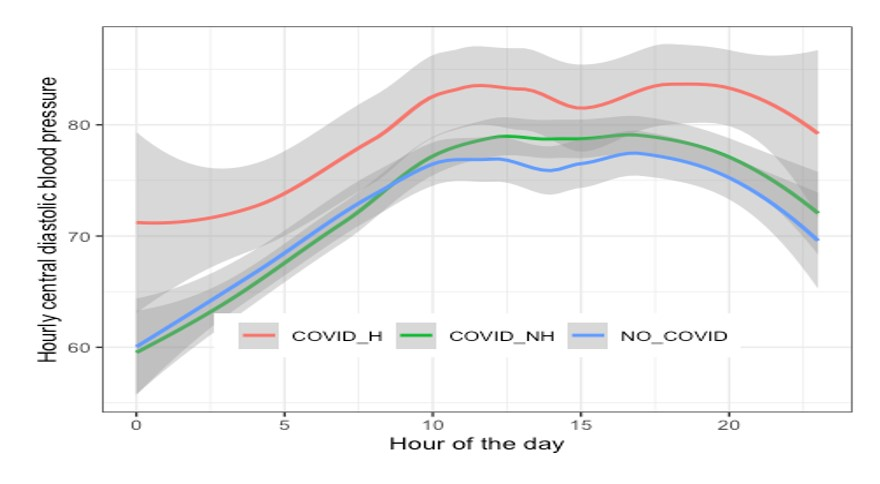 Hourly central diastolic blood pressure
80
70
60
COVID_H COVID_NH NO_COVID
0 5 10 15 20
Hour of the day